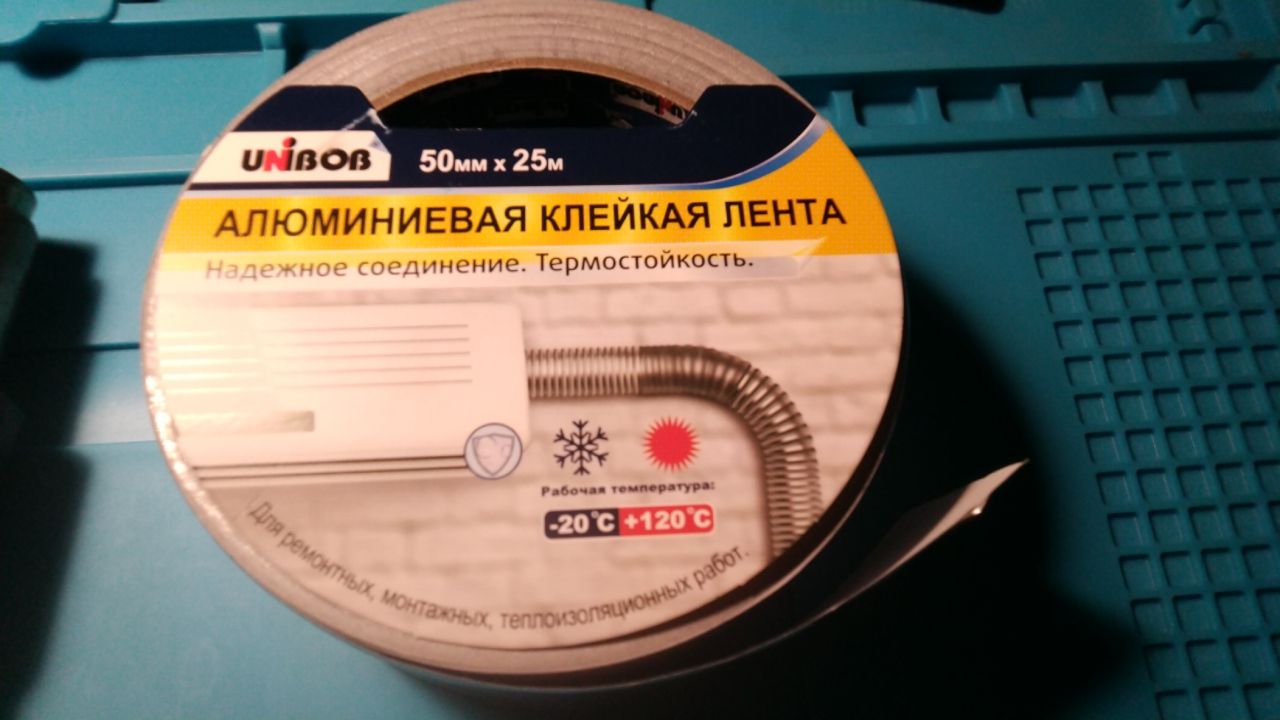 UNiBOB
50мм x 25м
АЛЮМИНИЕВАЯ КЛЕЙКАЯ ЛЕНТА
Надежное соединение. Термостойкость.
Рабочая температура:
-20°C +120°C
Для ремонтных, монтажных, теплоизоляционных работ.